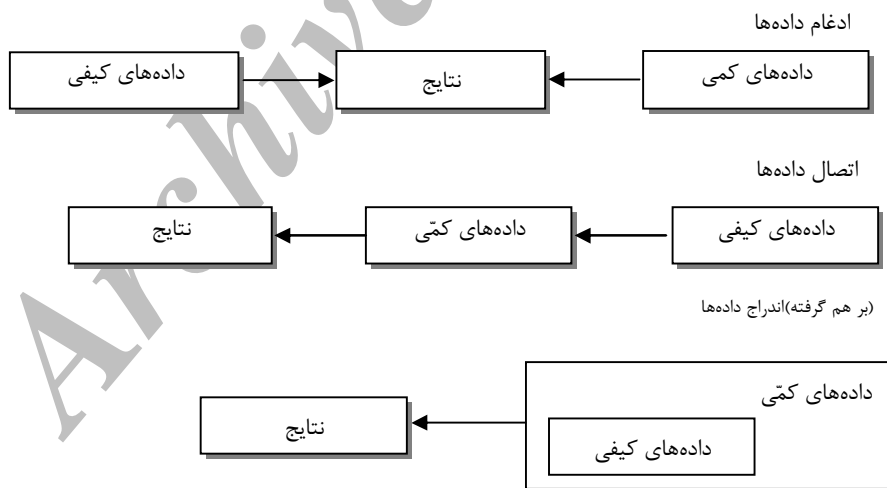 ادغام داده‌ها
داده‌های کمی
نتایج
داده‌های کیفی
اتصال داده‌ها
داده‌های کیفی
داده‌های کمّی
نتایج
(بر هم گرفته)اندراج داده‌ها
داده‌های کمّی
داده‌های کیفی
نتایج
Archive